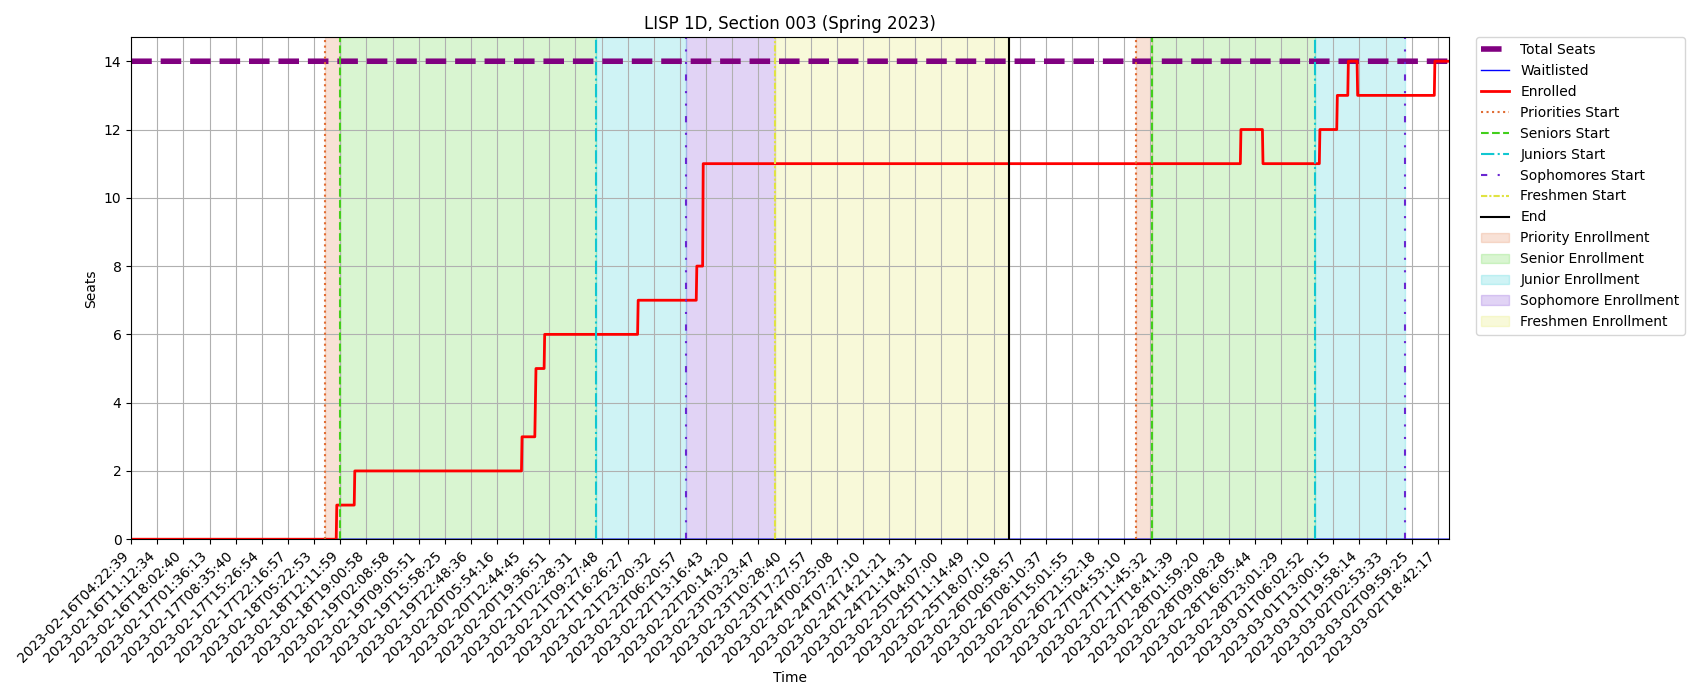 LISP 1D, Section 003 (Spring 2023)
Seats
14
12
10
8
6
4
2
0
2023-02-16T04:22:39
2023-02-16T11:12:34
2023-02-16T18:02:40
2023-02-17T01:36:13
2023-02-17T08:35:40
2023-02-17T15:26:54
2023-02-17T22:16:57
2023-02-18T05:22:53
2023-02-18T12:11:59
2023-02-18T19:00:58
2023-02-19T02:08:58
2023-02-19T09:05:51
2023-02-19T15:58:25
2023-02-19T22:48:36
2023-02-20T05:54:16
2023-02-20T12:44:45
2023-02-20T19:36:51
2023-02-21T02:28:31
2023-02-21T09:27:48
2023-02-21T16:26:27
2023-02-21T23:20:32
2023-02-22T06:20:57
2023-02-22T13:16:43
2023-02-22T20:14:20
2023-02-23T03:23:47
2023-02-23T10:28:40
2023-02-23T17:27:57
2023-02-24T00:25:08
2023-02-24T07:27:10
2023-02-24T14:21:21
2023-02-24T21:14:31
2023-02-25T04:07:00
2023-02-25T11:14:49
2023-02-25T18:07:10
2023-02-26T00:58:57
2023-02-26T08:10:37
2023-02-26T15:01:55
2023-02-26T21:52:18
2023-02-27T04:53:10
2023-02-27T11:45:32
2023-02-27T18:41:39
2023-02-28T01:59:20
2023-02-28T09:08:28
2023-02-28T16:05:44
2023-02-28T23:01:29
2023-03-01T06:02:52
2023-03-01T13:00:15
2023-03-01T19:58:14
2023-03-02T02:53:33
2023-03-02T09:59:25
2023-03-02T18:42:17
Time
Total Seats
Waitlisted
Enrolled
Priorities Start
Seniors Start
Juniors Start
Sophomores Start
Freshmen Start
End
Priority Enrollment
Senior Enrollment
Junior Enrollment
Sophomore Enrollment
Freshmen Enrollment